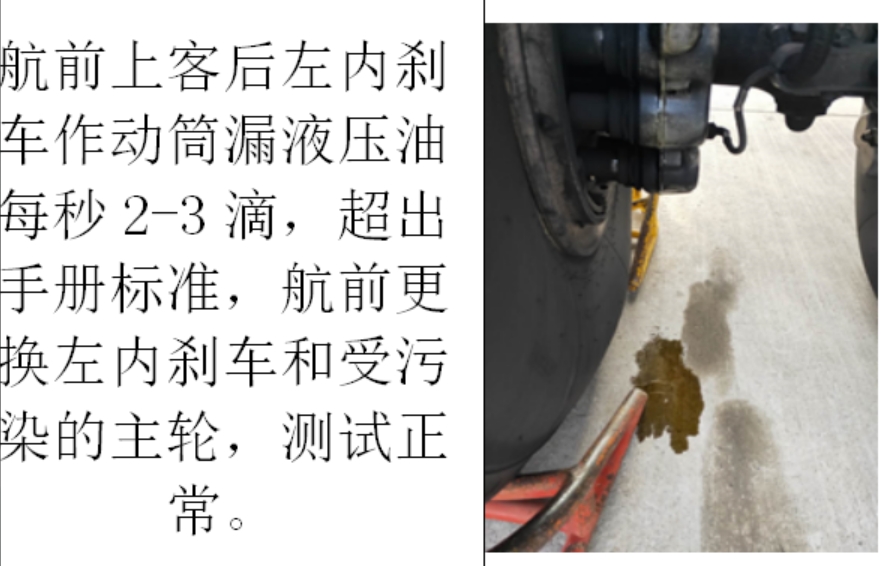 航前上客后左内刹
车作动筒漏液压油
每秒 2-3 滴，超出
手册标准，航前更
换左内刹车和受污
染的主轮，测试正
常。